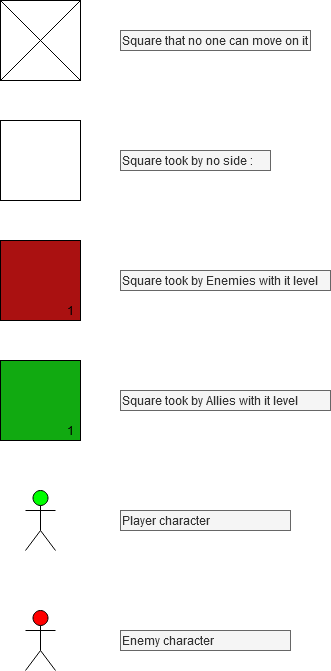 Square that no one can move on it
Square took by no side :
1
Square took by Enemies with it level
1
Square took by Allies with it level
Player character
Enemy character